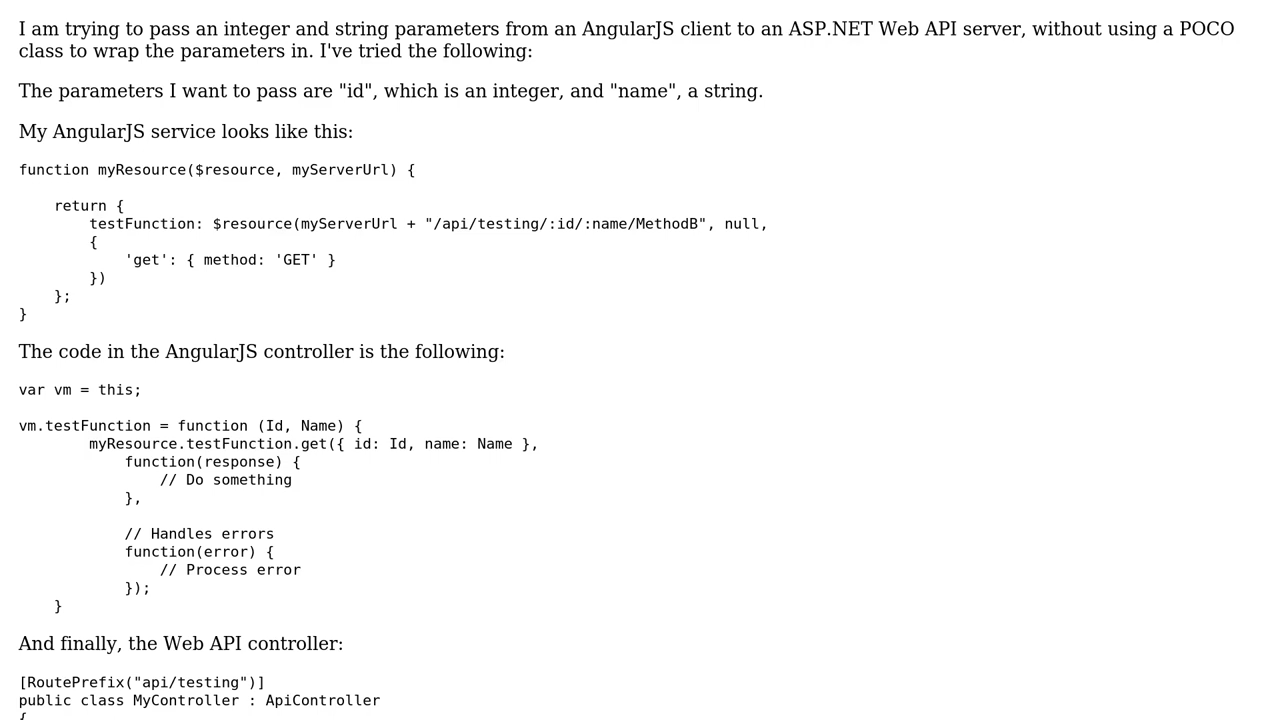 I am trying to pass an integer and string parameters from an AngularJS client to an ASP.NET Web API server, without using a POCO
class to wrap the parameters in. I've tried the following:
The parameters I want to pass are "id", which is an integer, and "name", a string.
My AngularJS service looks like this:
function myResource($resource, myServerUrl) {
    return {
        testFunction: $resource(myServerUrl + "/api/testing/:id/:name/MethodB", null,
        {
            'get': { method: 'GET' }
        })
    };
}
The code in the AngularJS controller is the following:
var vm = this;
vm.testFunction = function (Id, Name) {
        myResource.testFunction.get({ id: Id, name: Name },
            function(response) {
                // Do something
            },
            // Handles errors
            function(error) {
                // Process error
            });
    }
And finally, the Web API controller:
[RoutePrefix("api/testing")]
public class MyController : ApiController
{